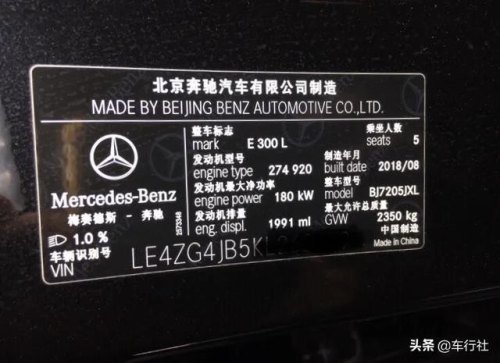 北京奔驰汽车有限公司制造
MADE BY BEIJING BENZ AUTOMOTIVE CO.,LTD.
Mercedes-Benz
梅赛德斯 - 奔驰
1.0 %
整车标志 乘坐人数
mark E 300 L seats 5
发动机型号 制造年月
engine type 274 920 built date 2018/08
发动机最大净功率 整车型号
engine power 180 kW model BJ7205JXL
发动机排量 最大允许总质量
eng. displ. 1991 ml GVW 2350 kg
车辆识别号 中国制造
VIN LE4ZG4JB5K Made in China
头条 @车行社